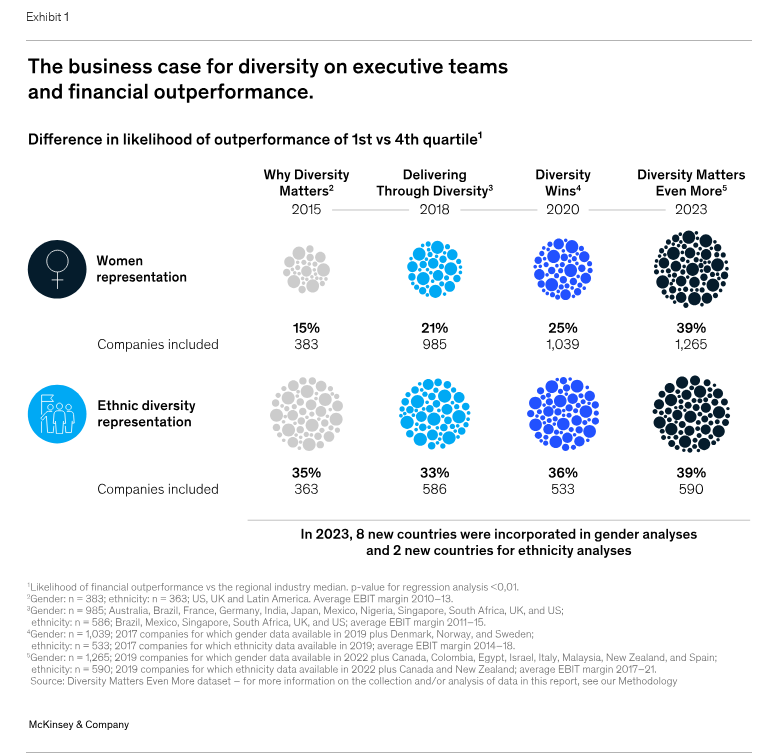 Exhibit 1
The business case for diversity on executive teams
and financial outperformance.
Difference in likelihood of outperformance of 1st vs 4th quartile¹
Why Diversity
Matters²
2015
Delivering
Through Diversity³
2018
Diversity
Wins⁴
2020
Diversity Matters
Even More⁵
2023
Women
representation
15% 21% 25% 39%
Companies included 383 985 1,039 1,265
Ethnic diversity
representation
35% 33% 36% 39%
Companies included 363 586 533 590
In 2023, 8 new countries were incorporated in gender analyses
and 2 new countries for ethnicity analyses
¹Likelihood of financial outperformance vs the regional industry median. p-value for regression analysis <0,01.
²Gender: n = 383; ethnicity: n = 363; US, UK and Latin America. Average EBIT margin 2010–13.
³Gender: n = 985; Australia, Brazil, France, Germany, India, Japan, Mexico, Nigeria, Singapore, South Africa, UK, and US;
ethnicity: n = 586; Brazil, Mexico, Singapore, South Africa, UK, and US; average EBIT margin 2011–15.
⁴Gender: n = 1,039; 2017 companies for which gender data available in 2019 plus Denmark, Norway, and Sweden;
ethnicity: n = 533; 2017 companies for which ethnicity data available in 2019; average EBIT margin 2014–18.
⁵Gender: n = 1,265; 2019 companies for which gender data available in 2022 plus Canada, Colombia, Egypt, Israel, Italy, Malaysia, New Zealand, and Spain;
ethnicity: n = 590; 2019 companies for which ethnicity data available in 2022 plus Canada and New Zealand; average EBIT margin 2017–21.
Source: Diversity Matters Even More dataset – for more information on the collection and/or analysis of data in this report, see our Methodology
McKinsey & Company